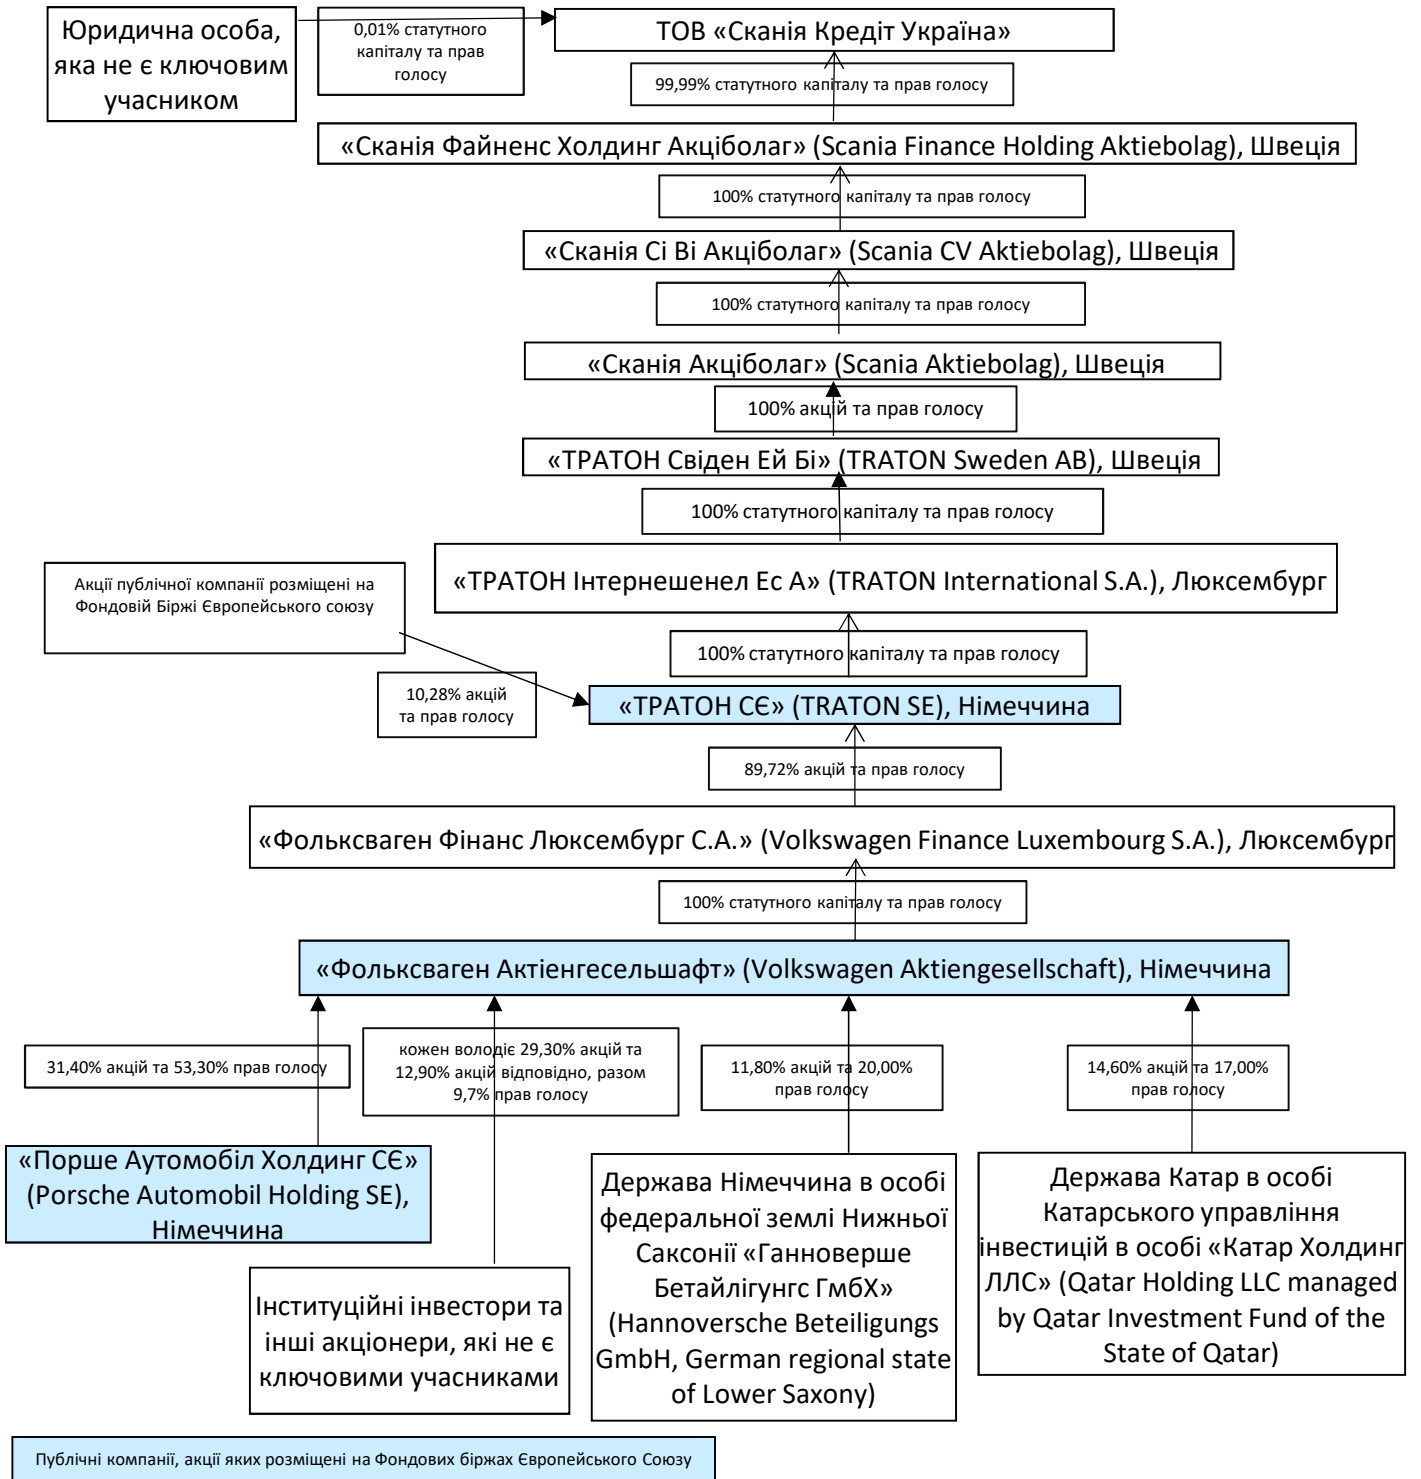 Юридична особа,
яка не є ключовим
учасником
0,01% статутного
капіталу та прав
голосу
ТОВ «Сканія Кредіт Україна»
99,99% статутного капіталу та прав голосу
«Сканія Файненс Холдинг Акціболаг» (Scania Finance Holding Aktiebolag), Швеція
100% статутного капіталу та прав голосу
«Сканія Сі Ві Акціболаг» (Scania CV Aktiebolag), Швеція
100% статутного капіталу та прав голосу
«Сканія Акціболаг» (Scania Aktiebolag), Швеція
100% акцій та прав голосу
«ТРАТОН Свіден Ей Бі» (TRATON Sweden AB), Швеція
100% статутного капіталу та прав голосу
«ТРАТОН Інтернешенел Ес А» (TRATON International S.A.), Люксембург
Акції публічної компанії розміщені на
Фондовій Біржі Європейського союзу
100% статутного капіталу та прав голосу
10,28% акцій
та прав голосу
«ТРАТОН СЄ» (TRATON SE), Німеччина
89,72% акцій та прав голосу
«Фольксваген Фінанс Люксембург С.А.» (Volkswagen Finance Luxembourg S.A.), Люксембург
100% статутного капіталу та прав голосу
«Фольксваген Актіенгесельшафт» (Volkswagen Aktiengesellschaft), Німеччина
31,40% акцій та 53,30% прав голосу
кожен володіє 29,30% акцій та
12,90% акцій відповідно, разом
9,7% прав голосу
11,80% акцій та 20,00%
прав голосу
14,60% акцій та 17,00%
прав голосу
«Порше Аутомобіл Холдинг СЄ»
(Porsche Automobil Holding SE),
Німеччина
Інституційні інвестори та
інші акціонери, які не є
ключовими учасниками
Держава Німеччина в особі
федеральної землі Нижньої
Саксонії «Ганноверше
Бетайлігунгс ГмбХ»
(Hannoversche Beteiligungs
GmbH, German regional state
of Lower Saxony)
Держава Катар в особі
Катарського управління
інвестицій в особі «Катар Холдинг
ЛЛС» (Qatar Holding LLC managed
by Qatar Investment Fund of the
State of Qatar)
Публічні компанії, акції яких розміщені на Фондових біржах Європейського Союзу